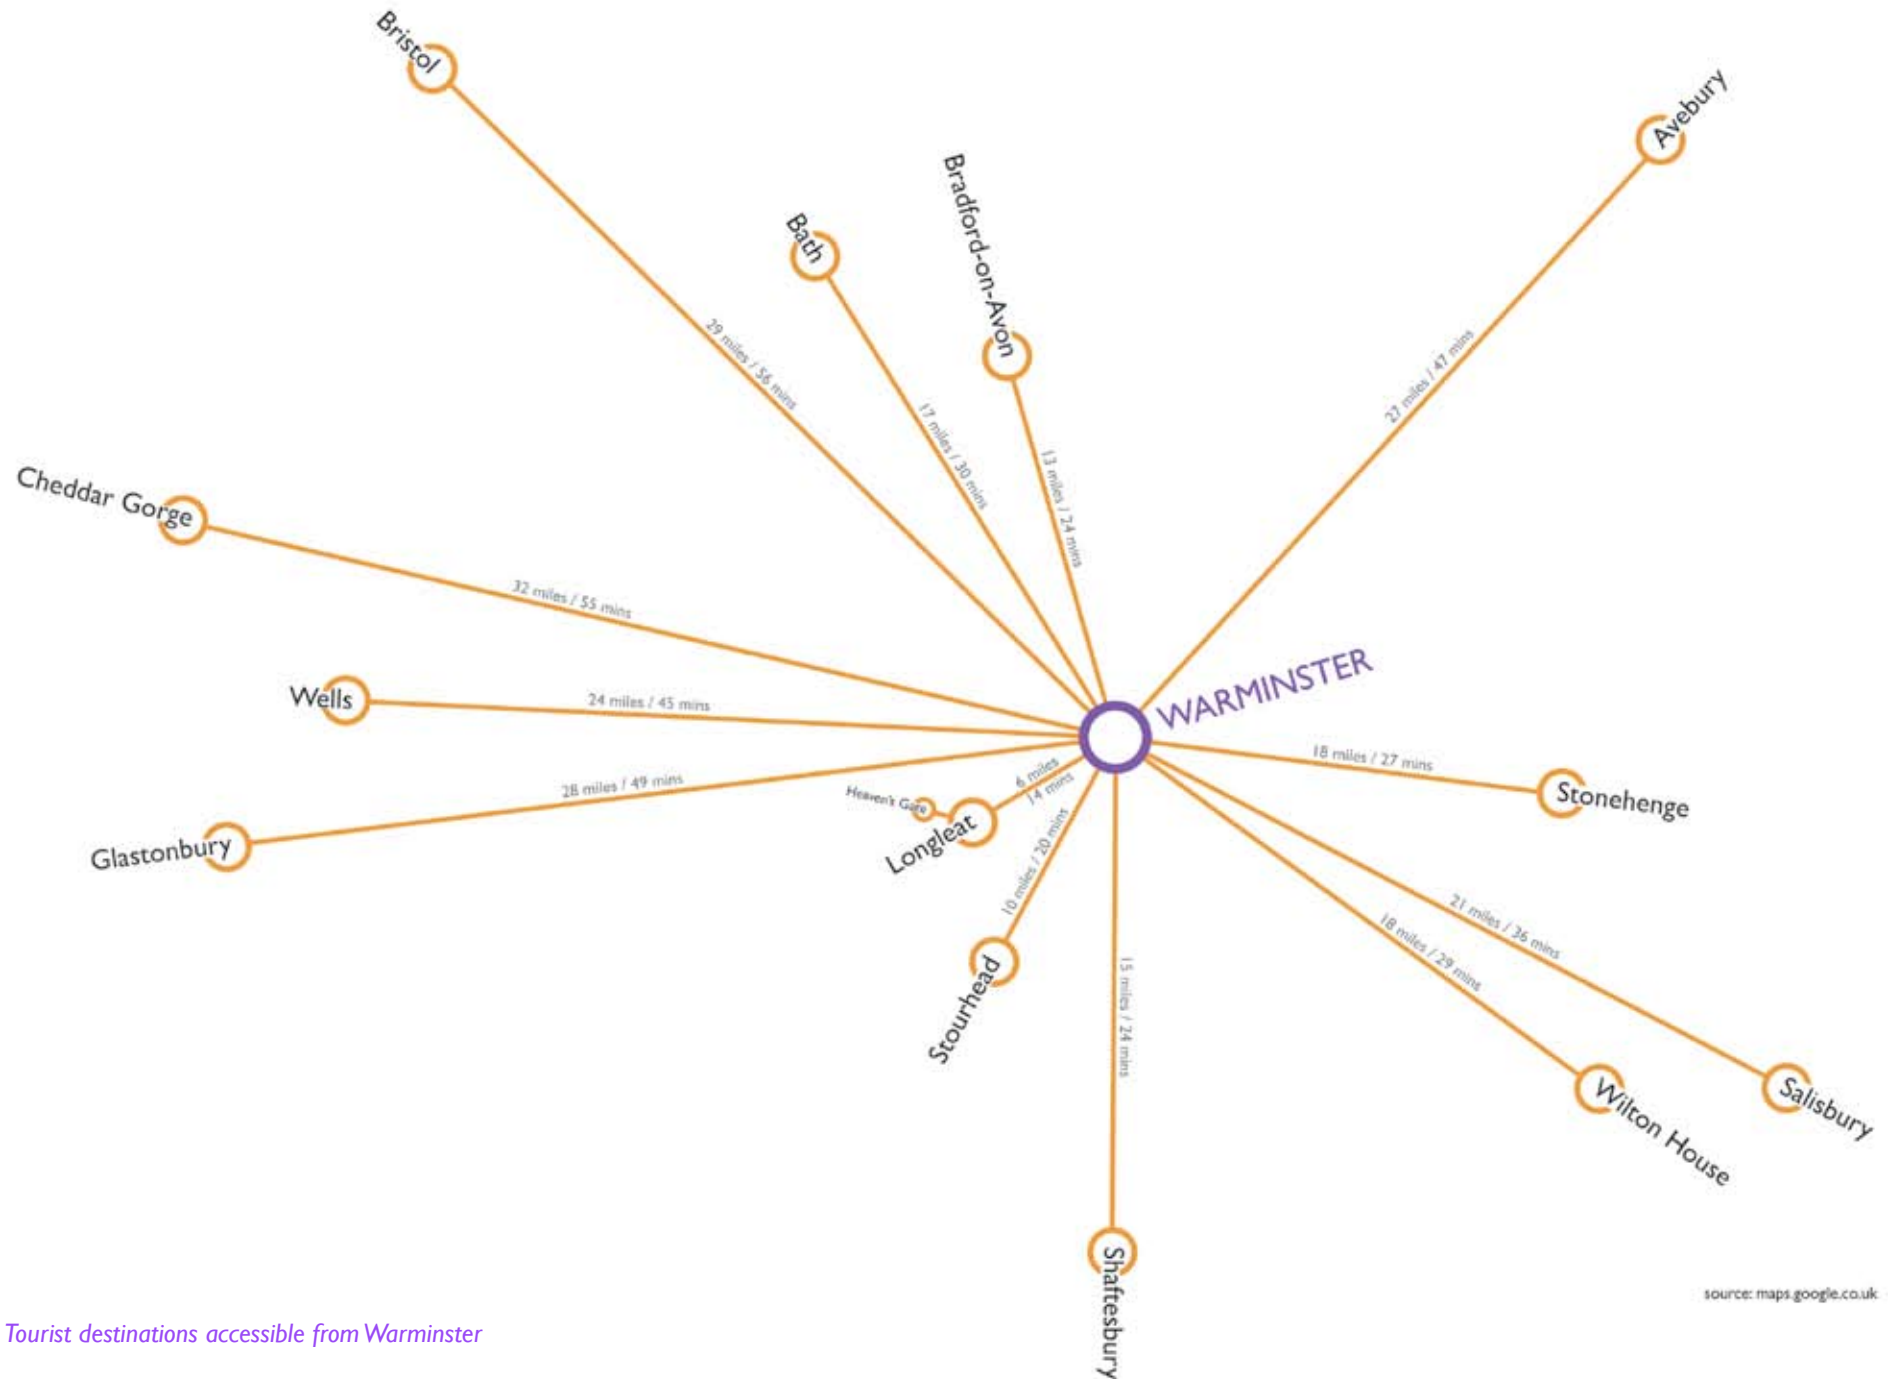 Bristol
Avebury
Bradford-on-Avon
Bath
29 miles / 56 mins
27 miles / 47 mins
17 miles / 30 mins
13 miles / 24 mins
Cheddar Gorge
32 miles / 55 mins
WARMINSTER
Wells
24 miles / 45 mins
18 miles / 27 mins
Stonehenge
28 miles / 49 mins
6 miles
14 mins
Heaven's Gate
Longleat
Glastonbury
10 miles / 20 mins
Stourhead
21 miles / 36 mins
18 miles / 29 mins
15 miles / 24 mins
Salisbury
Wilton House
Shaftesbury
source: maps.google.co.uk
Tourist destinations accessible from Warminster